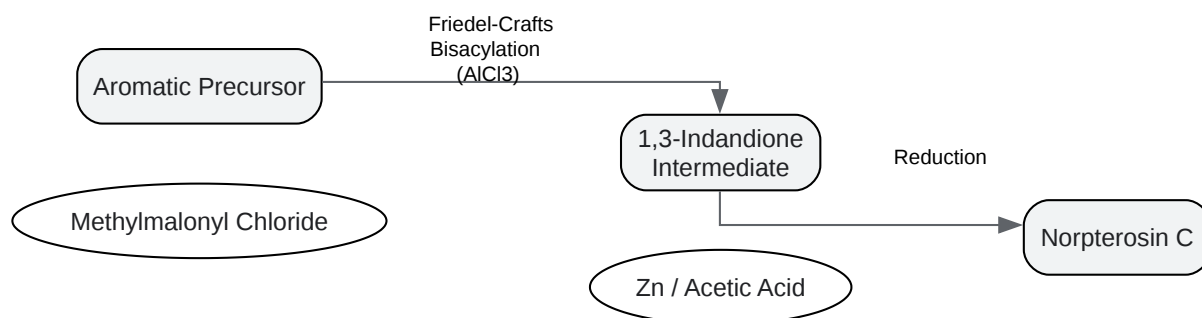 Friedel-Crafts
Bisacylation
(AlCl3)
Aromatic Precursor
1,3-Indandione
Intermediate
Reduction
Methylmalonyl Chloride
Norpterosin C
Zn / Acetic Acid